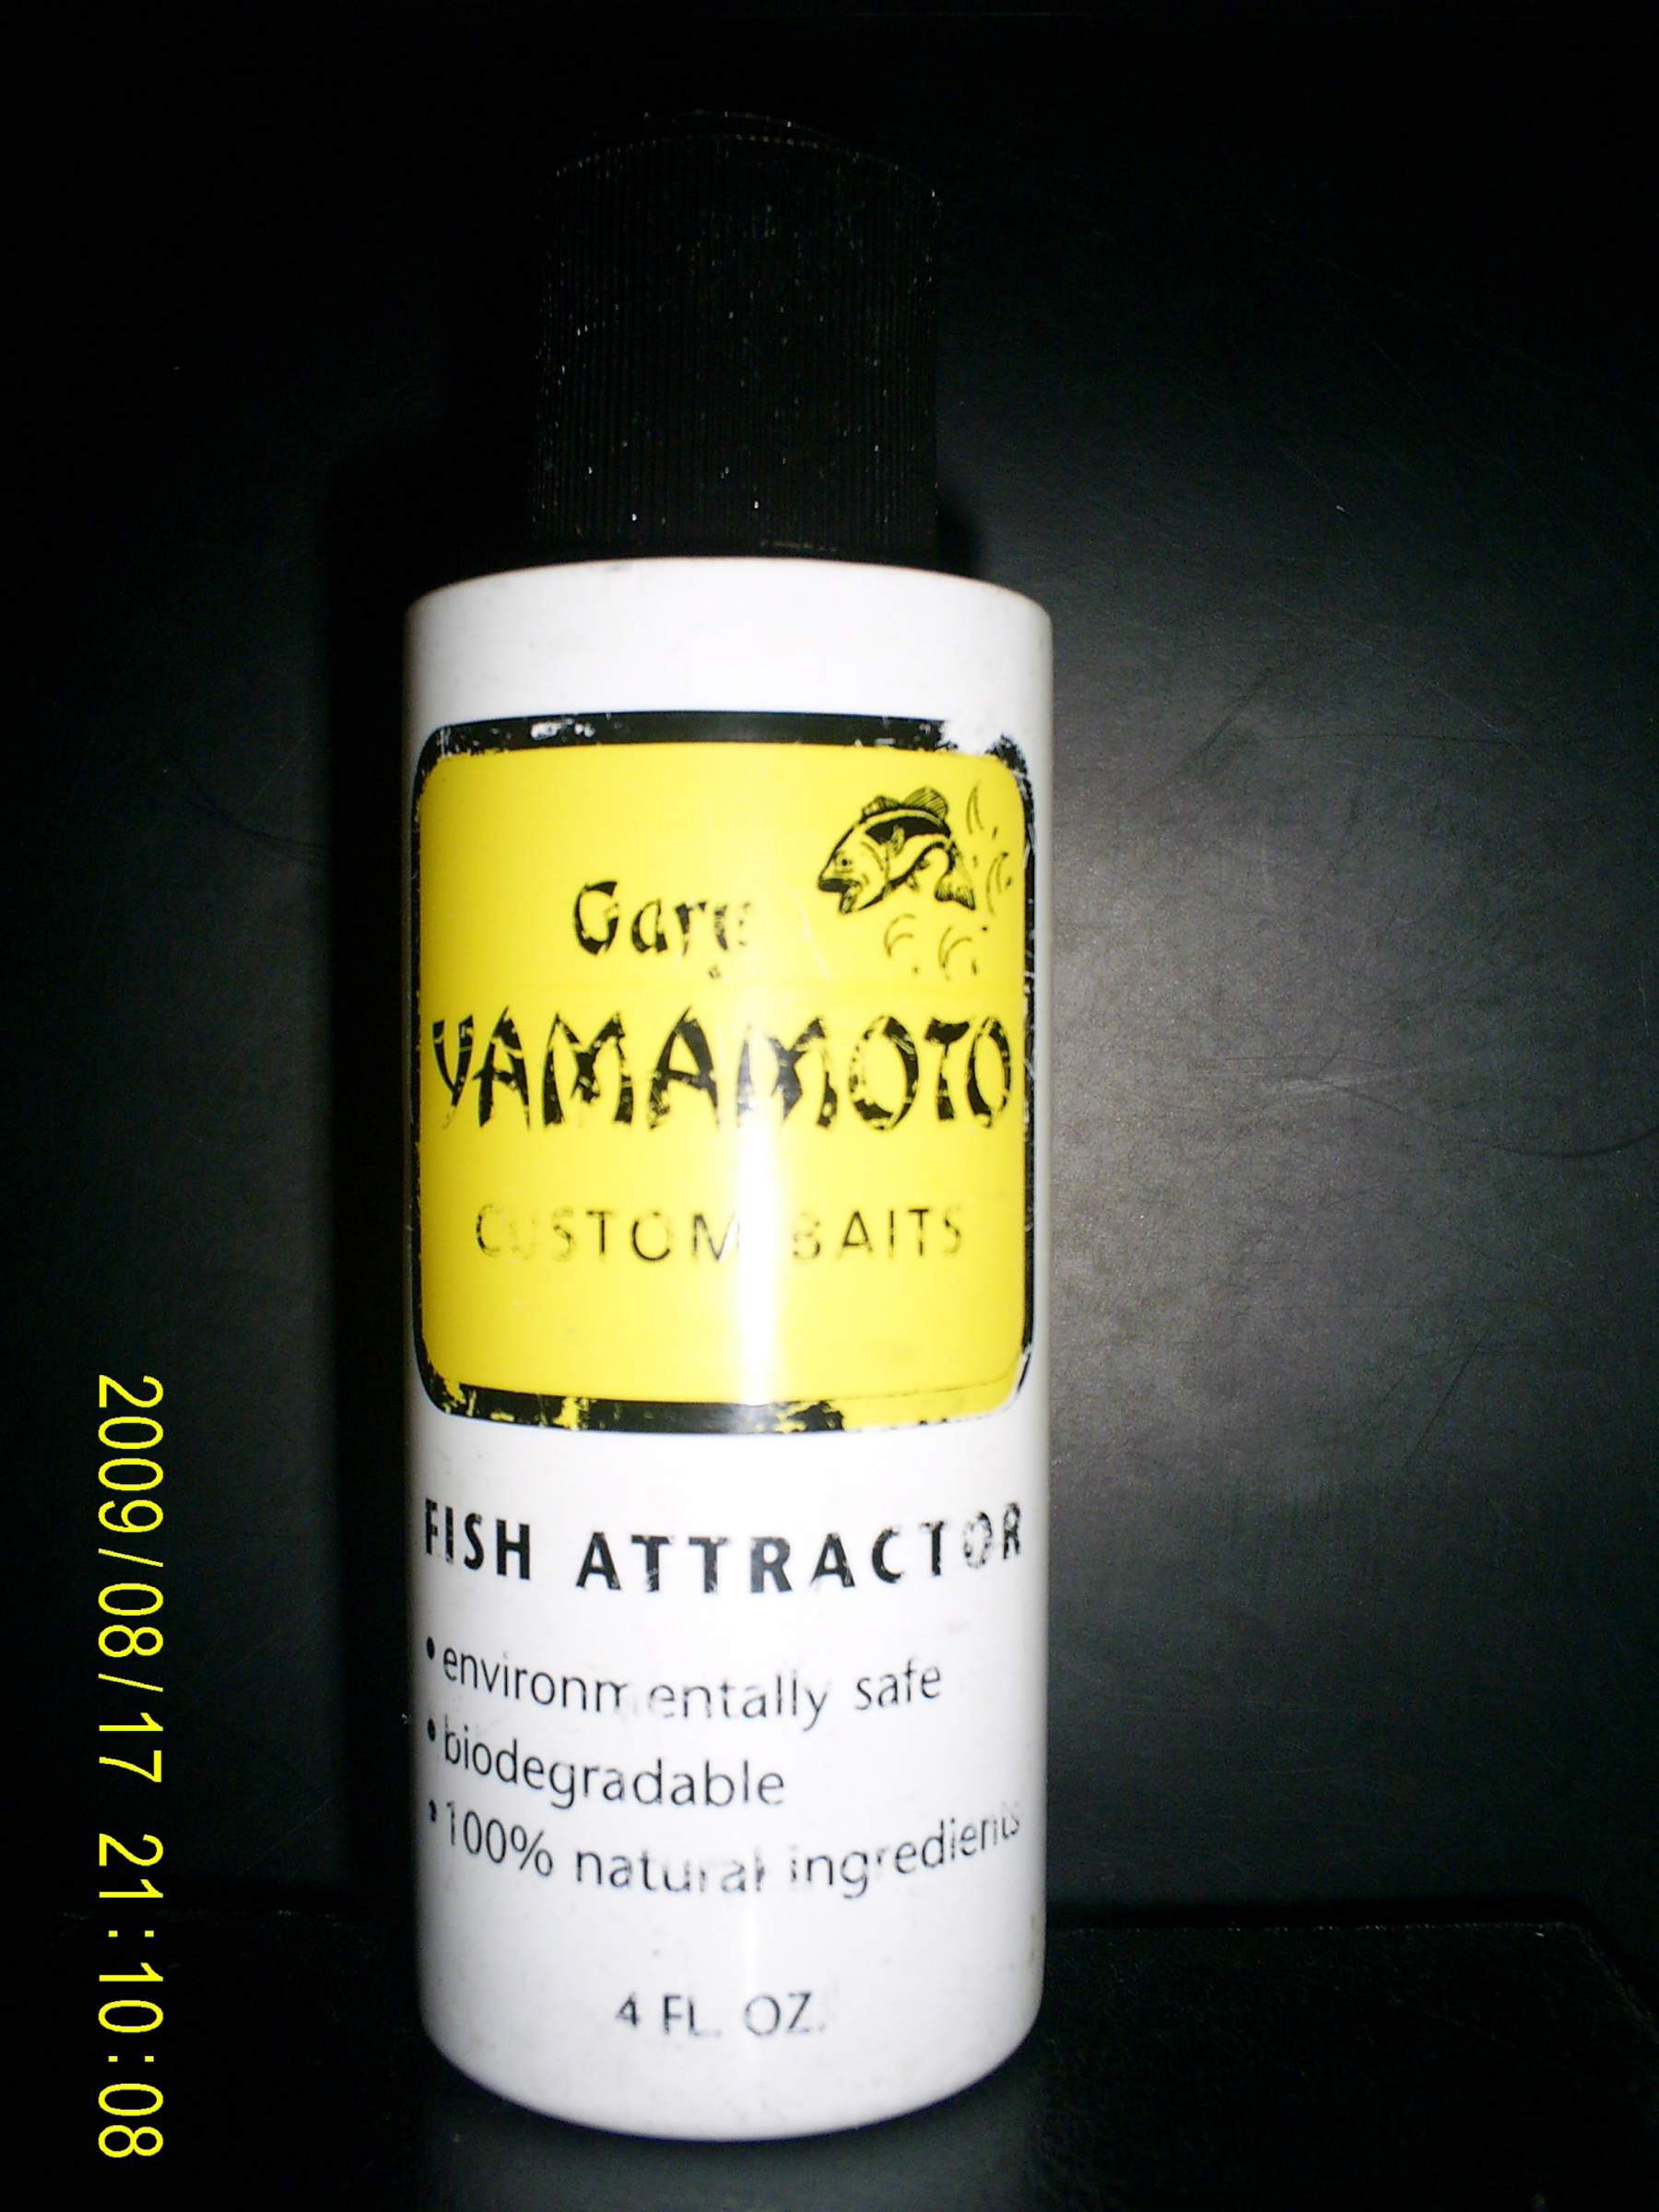 Gary
YAMAMOTO
CUSTOM BAITS
FISH ATTRACTOR
•environmentally safe
•biodegradable
•100% natural ingredients
4 FL. OZ.
2009/08/17 21:10:08